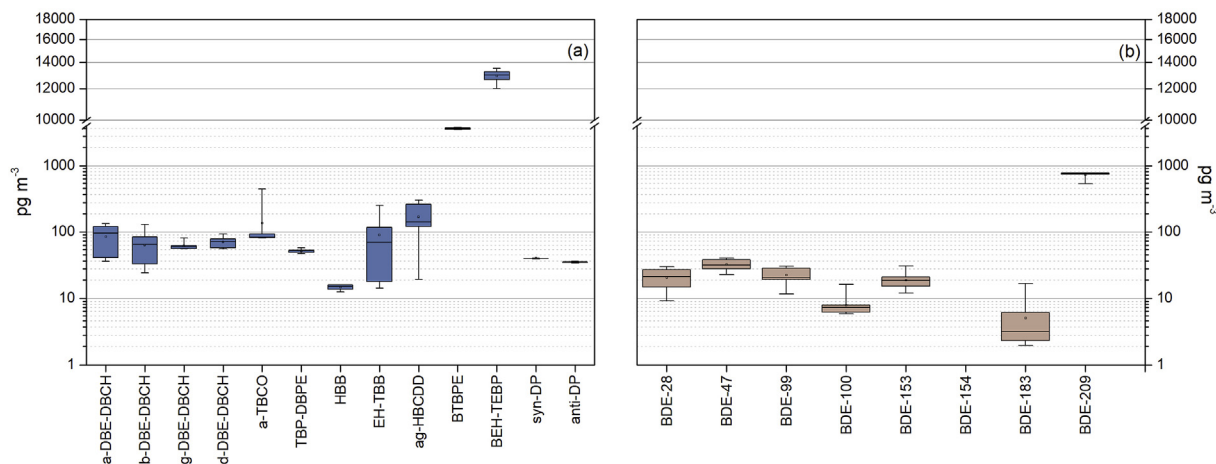 18000
16000
14000
12000
10000
1000
100
10
1
pg m-3
(a)
a-DBE-DBCH
b-DBE-DBCH
g-DBE-DBCH
d-DBE-DBCH
a-TBCO
TBP-DBPE
HBB
EH-TBB
ag-HBCDD
BTBPE
BEH-TEBP
syn-DP
anti-DP
(b)
18000
16000
14000
12000
10000
1000
100
10
1
pg m-3
BDE-28
BDE-47
BDE-99
BDE-100
BDE-153
BDE-154
BDE-183
BDE-209